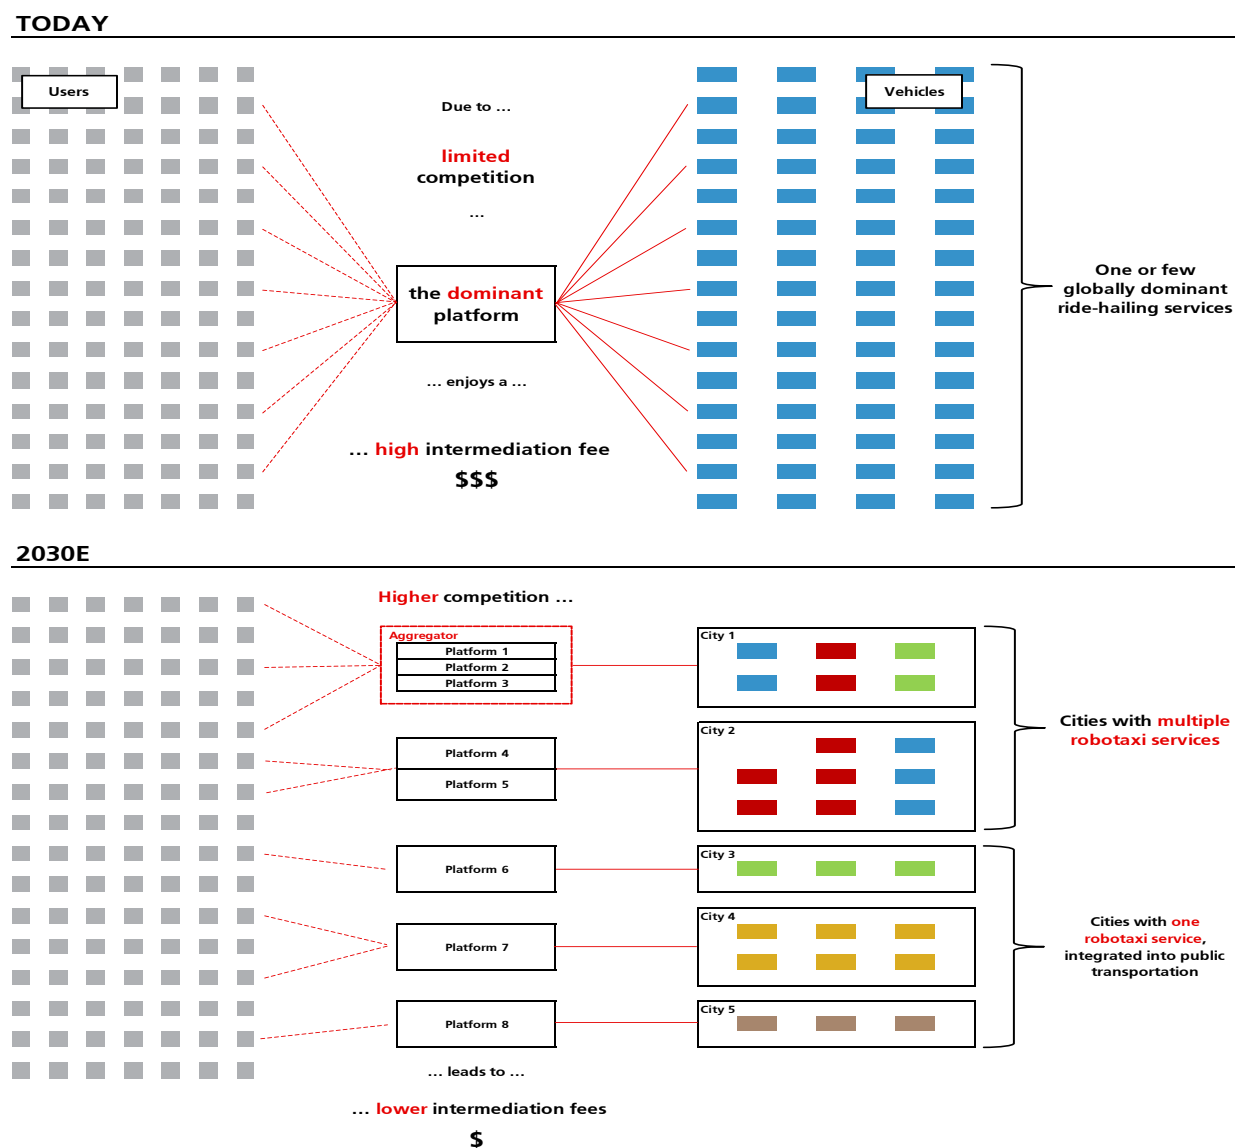 TODAY
Users
Due to ...
limited
competition
...
the dominant
platform
... enjoys a ...
... high intermediation fee
$$$
Vehicles
One or few
globally dominant
ride-hailing services
2030E
Higher competition ...
Aggregator
Platform 1
Platform 2
Platform 3
Platform 4
Platform 5
Platform 6
Platform 7
Platform 8
... leads to ...
... lower intermediation fees
$
City 1
City 2
City 3
City 4
City 5
Cities with multiple
robotaxi services
Cities with one
robotaxi service,
integrated into public
transportation